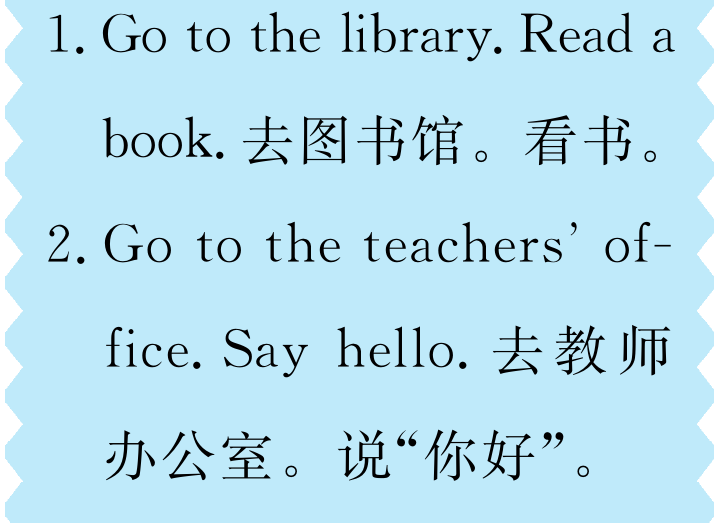 1. Go to the library. Read a
book. 去图书馆。看书。
2. Go to the teachers’ of-
fice. Say hello. 去教师
办公室。说“你好”。